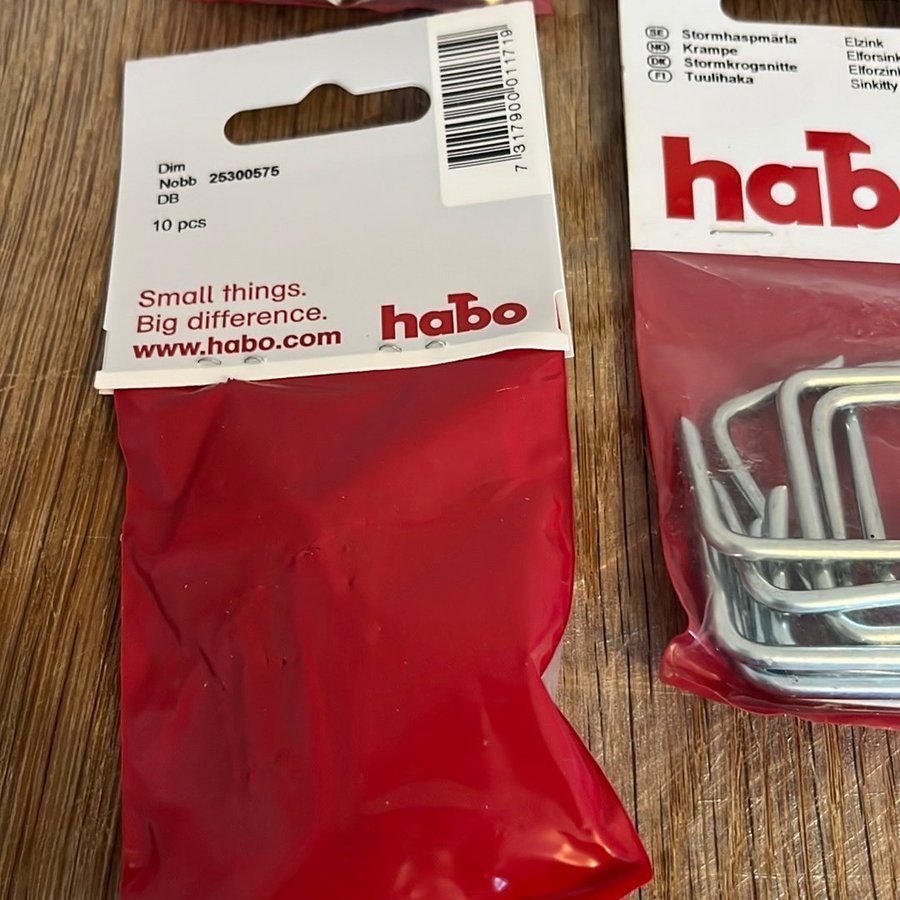 7 317900 011719
Dim
Nobb 25300575
DB
10 pcs
Small things.
Big difference.
www.habo.com
habo
SE Stormhaspmärla
NO Krampe
DK Stormkrogsnitte
FI Tuulihaka
Elzink
Elforsink
Elforzink
Sinkitty
habo